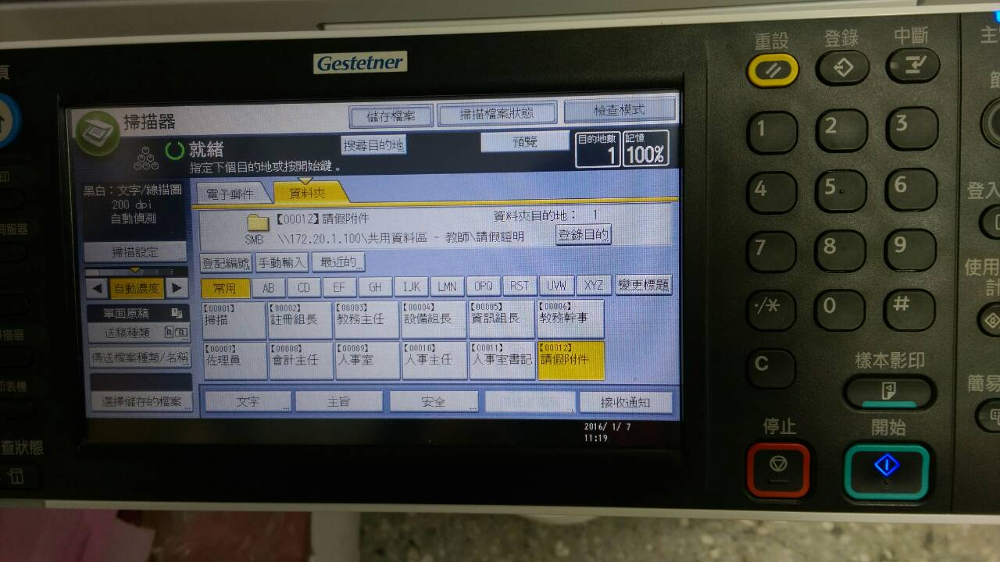 Gestetner
掃描器
儲存檔案
掃描檔案狀態
檢查模式
就緒
搜尋目的地
預覽
目的地數 1
記憶 100%
指定下個目的地或按開始鍵。
黑白：文字/線描圖
200 dpi
自動偵測
掃描設定
自動濃度
單面原稿
送稿種類
傳送檔案種類/名稱
選擇儲存的檔案
電子郵件
資料夾
【00012】請假附件
資料夾目的地： 1
SMB \\172.20.1.100\共用資料區 - 教師\請假證明
登錄目的
登記編號
手動輸入
最近的
常用 AB CD EF GH IJK LMN OPQ RST UVW XYZ 變更標題
【00001】 【00002】 【00003】 【00004】 【00005】 【00006】
掃描 註冊組長 教務主任 設備組長 資訊組長 教務幹事
【00007】 【00008】 【00009】 【00010】 【00011】 【00012】
佐理員 會計主任 人事室 人事主任 人事室書記 請假附件
文字 主旨 安全 接收通知
2016/ 1/ 7
11:19
重設 登錄 中斷
1 2 3
4 5 6
7 8 9
·/* 0 #
C
樣本影印
停止 開始
頁
印
伺服器
掃描器
印表機
查狀態
主
節
登入
使用
計
簡易